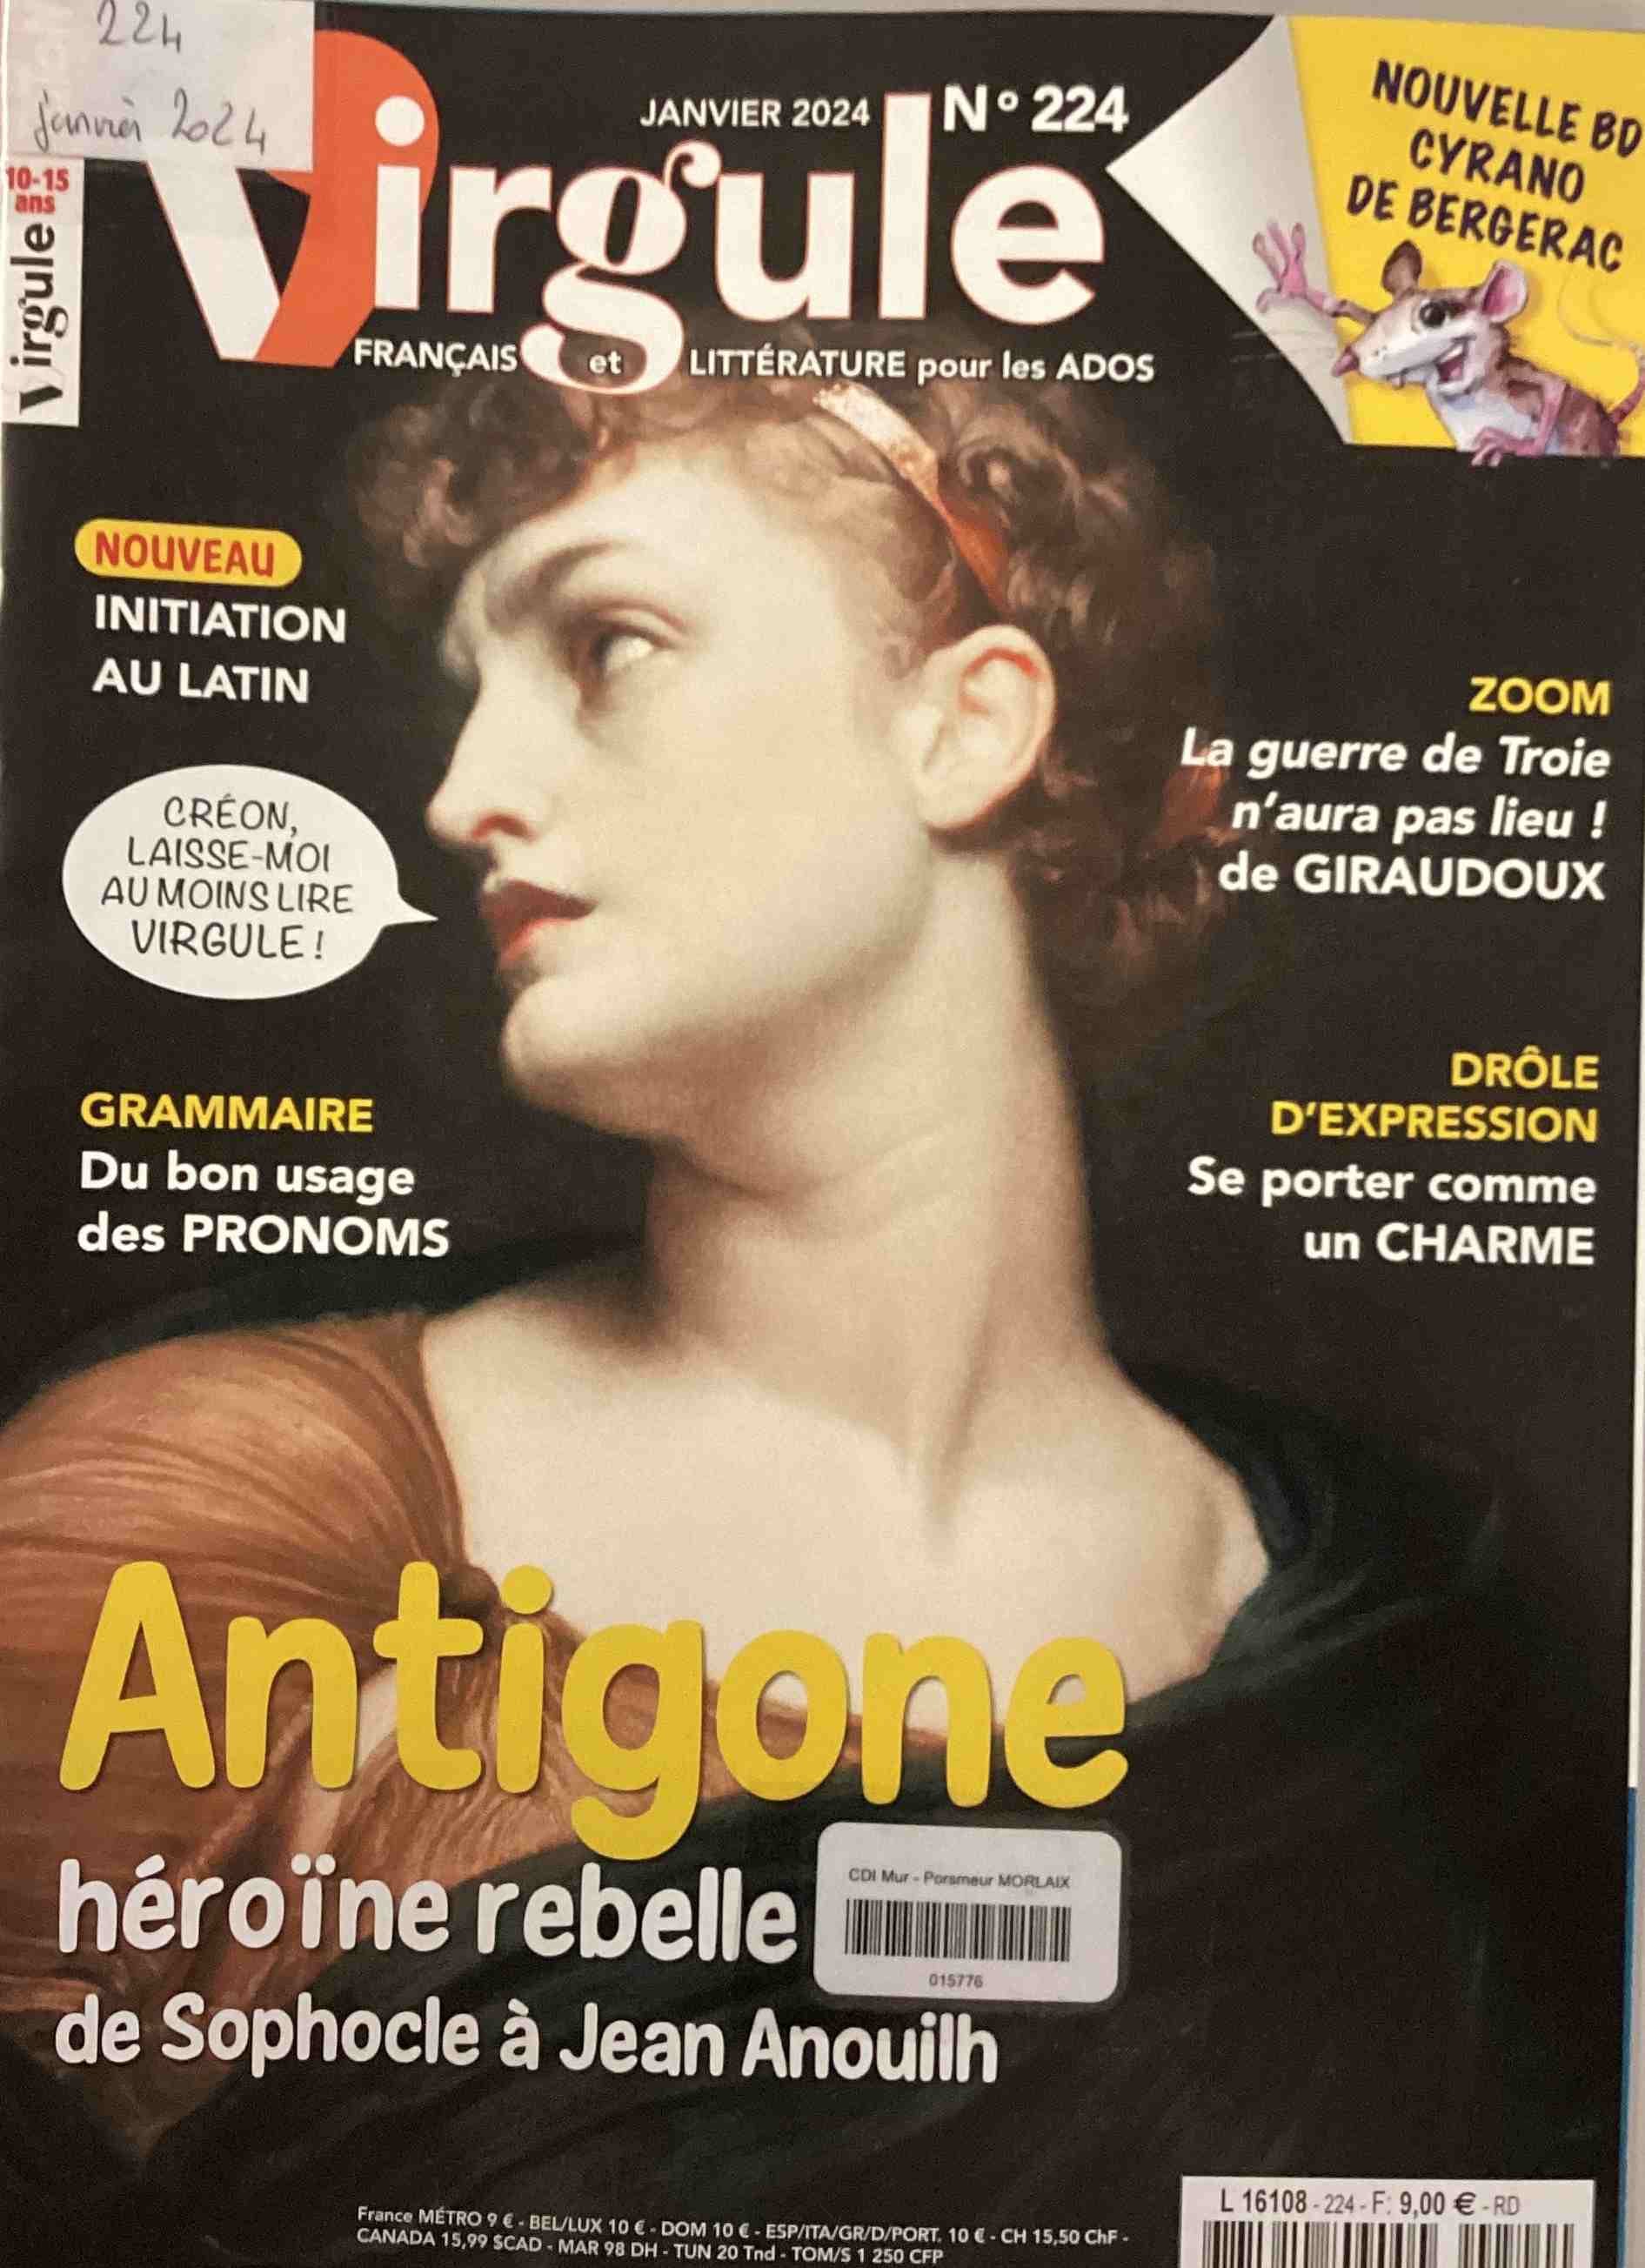 224
janvier 2024
JANVIER 2024 N° 224
Virgule
FRANÇAIS et LITTÉRATURE pour les ADOS
10-15
ans
Virgule
NOUVELLE BD
CYRANO
DE BERGERAC
NOUVEAU
INITIATION
AU LATIN
CRÉON,
LAISSE-MOI
AU MOINS LIRE
VIRGULE !
GRAMMAIRE
Du bon usage
des PRONOMS
ZOOM
La guerre de Troie
n'aura pas lieu !
de GIRAUDOUX
DRÔLE
D'EXPRESSION
Se porter comme
un CHARME
Antigone
héroïne rebelle
de Sophocle à Jean Anouilh
CDI Mur - Porsmeur MORLAIX
015776
France MÉTRO 9 € - BEL/LUX 10 € - DOM 10 € - ESP/ITA/GR/D/PORT. 10 € - CH 15,50 ChF -
CANADA 15,99 $CAD - MAR 98 DH - TUN 20 Tnd - TOM/S 1 250 CFP
L 16108 - 224 - F: 9,00 € - RD